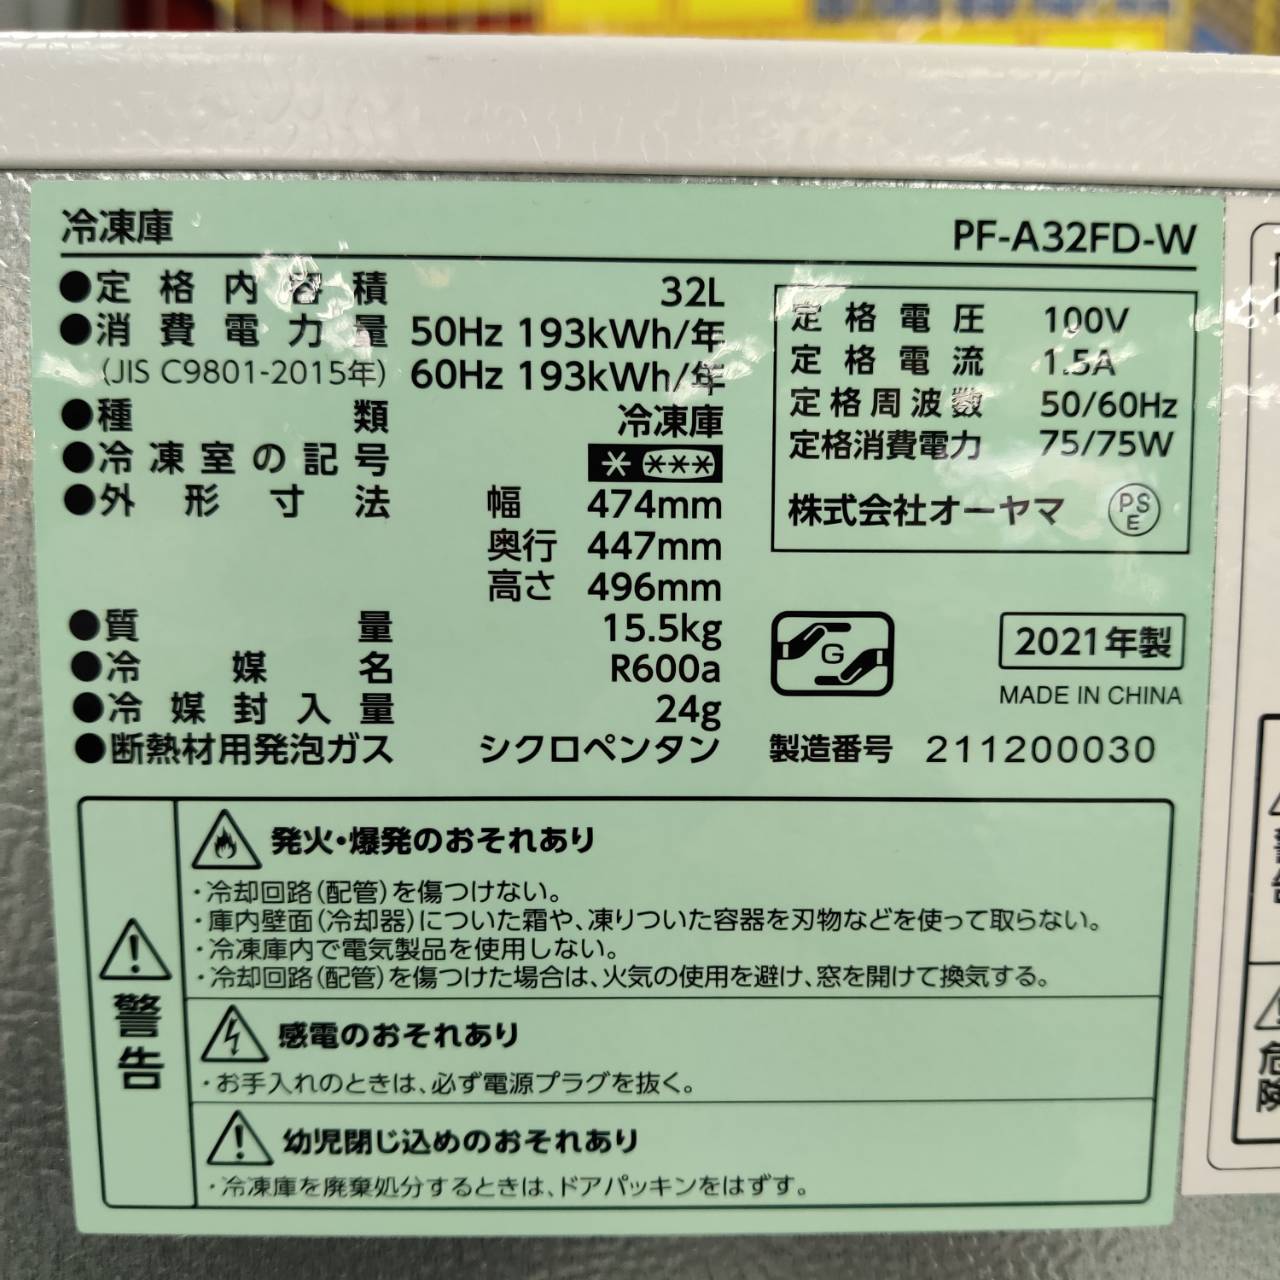 冷凍庫 PF-A32FD-W
●定格内容積 32L
●消費電力量 50Hz 193kWh/年
(JIS C9801-2015年) 60Hz 193kWh/年
●種類 冷凍庫
●冷凍室の記号 * ***
●外形寸法 幅 474mm
奥行 447mm
高さ 496mm
●質量 15.5kg
●冷媒名 R600a
●冷媒封入量 24g
●断熱材用発泡ガス シクロペンタン
定格電圧 100V
定格電流 1.5A
定格周波数 50/60Hz
定格消費電力 75/75W
株式会社オーヤマ PSE
G
2021年製
MADE IN CHINA
製造番号 211200030
警告
発火・爆発のおそれあり
・冷却回路(配管)を傷つけない。
・庫内壁面(冷却器)についた霜や、凍りついた容器を刃物などを使って取らない。
・冷凍庫内で電気製品を使用しない。
・冷却回路(配管)を傷つけた場合は、火気の使用を避け、窓を開けて換気する。
感電のおそれあり
・お手入れのときは、必ず電源プラグを抜く。
幼児閉じ込めのおそれあり
・冷凍庫を廃棄処分するときは、ドアパッキンをはずす。